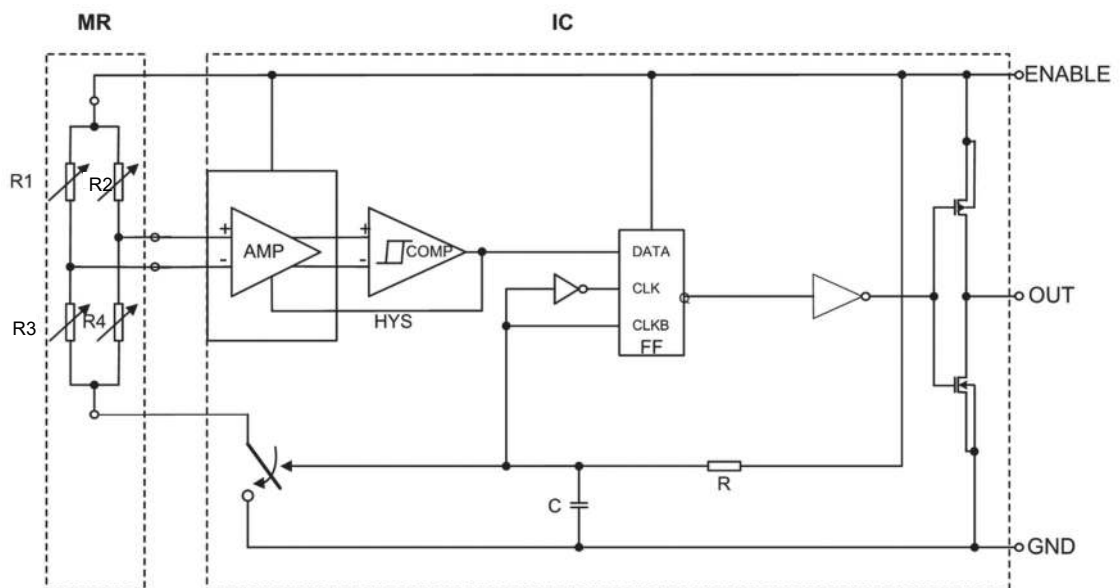 MR
IC
ENABLE
R1
R2
+
+
AMP
COMP
-
-
DATA
CLK
Q
CLKB
FF
OUT
R3
R4
HYS
R
C
GND